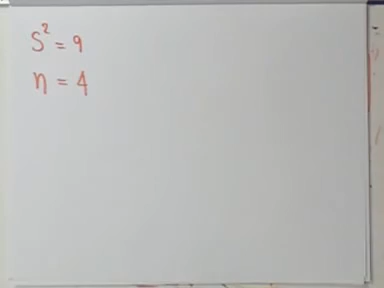 S² = 9
n = 4